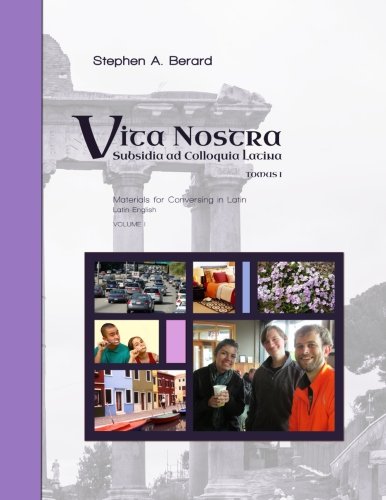 Stephen A. Berard
Vita Nostra
Subsidia ad Colloquia Latina
Tomus I
Materials for Conversing in Latin
Latin-English
VOLUME I